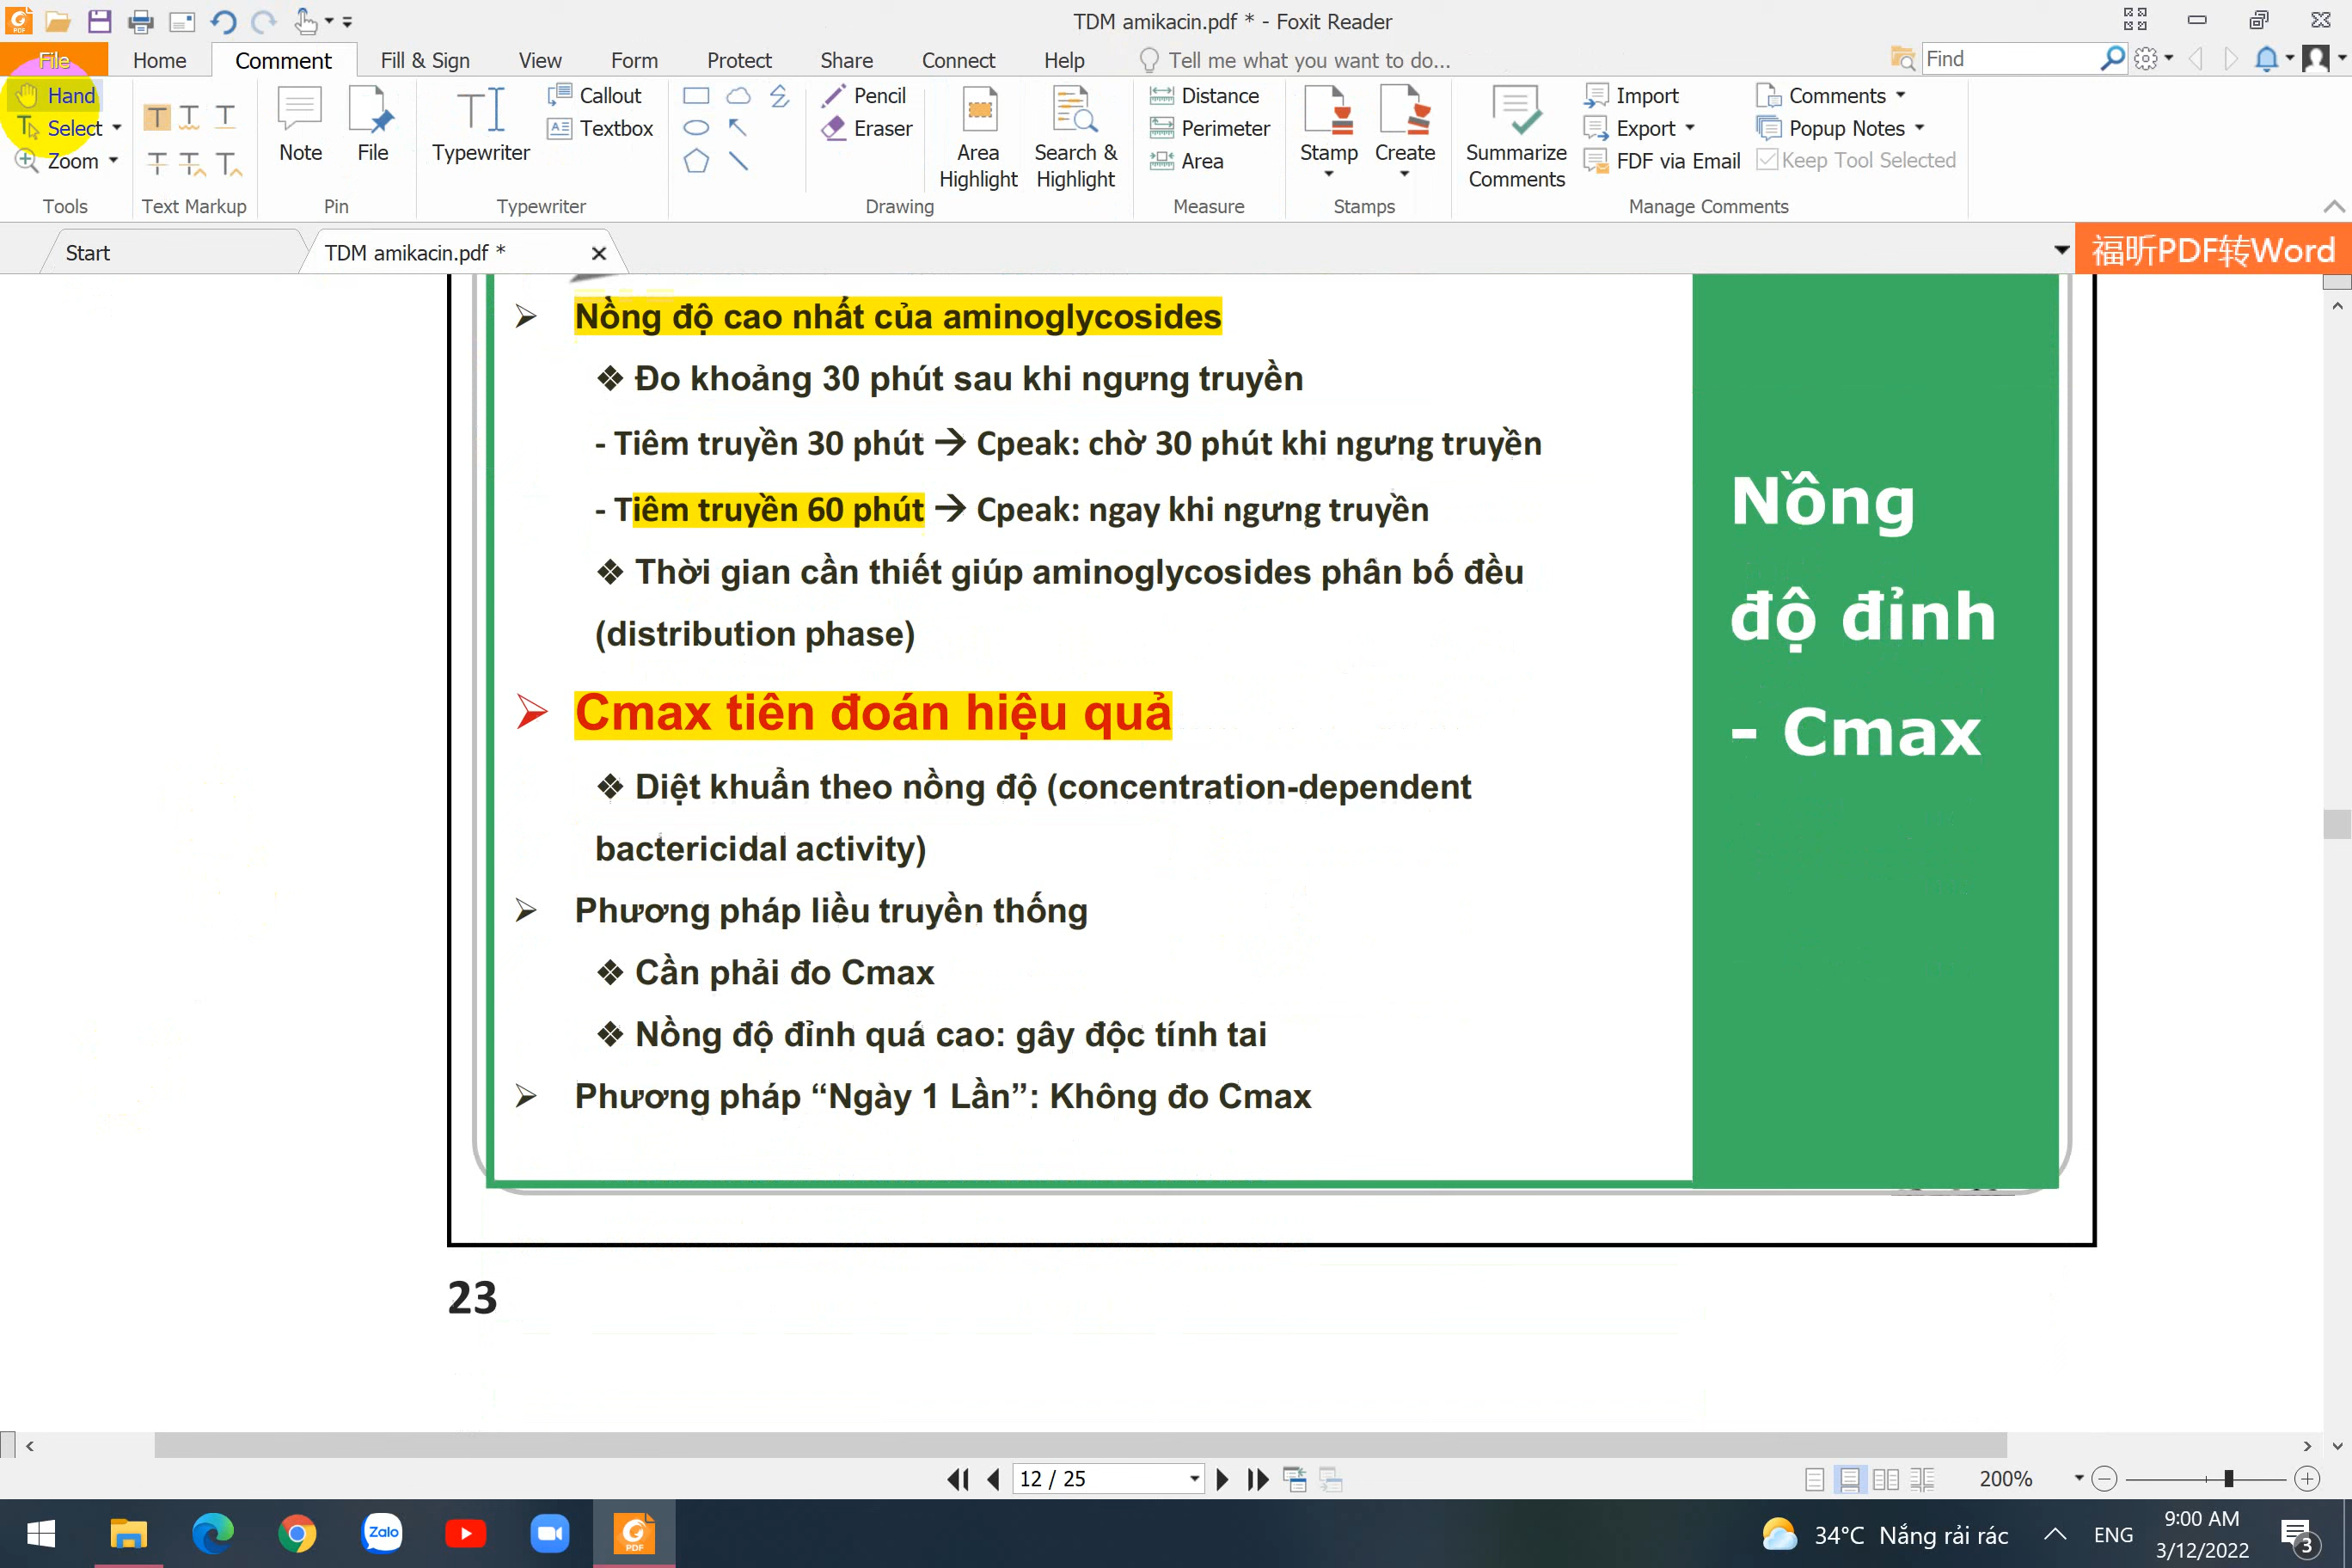 TDM amikacin.pdf * - Foxit Reader
File Home Comment Fill & Sign View Form Protect Share Connect Help Tell me what you want to do... Find
Hand
Select
Zoom
Tools
Text Markup
Note
File
Pin
Typewriter
Callout
Textbox
Typewriter
Pencil
Eraser
Area
Highlight
Search &
Highlight
Drawing
Distance
Perimeter
Area
Measure
Stamp
Create
Stamps
Summarize
Comments
Import
Export
FDF via Email
Comments
Popup Notes
Keep Tool Selected
Manage Comments
Start
TDM amikacin.pdf *
福昕PDF转Word
Nồng độ cao nhất của aminoglycosides
Đo khoảng 30 phút sau khi ngưng truyền
- Tiêm truyền 30 phút → Cpeak: chờ 30 phút khi ngưng truyền
- Tiêm truyền 60 phút → Cpeak: ngay khi ngưng truyền
Thời gian cần thiết giúp aminoglycosides phân bố đều
(distribution phase)
Cmax tiên đoán hiệu quả
Diệt khuẩn theo nồng độ (concentration-dependent
bactericidal activity)
Phương pháp liều truyền thống
Cần phải đo Cmax
Nồng độ đỉnh quá cao: gây độc tính tai
Phương pháp “Ngày 1 Lần”: Không đo Cmax
Nồng
độ đỉnh
- Cmax
23
12 / 25
200%
Zalo
PDF
34°C Nắng rải rác
ENG
9:00 AM
3/12/2022
3